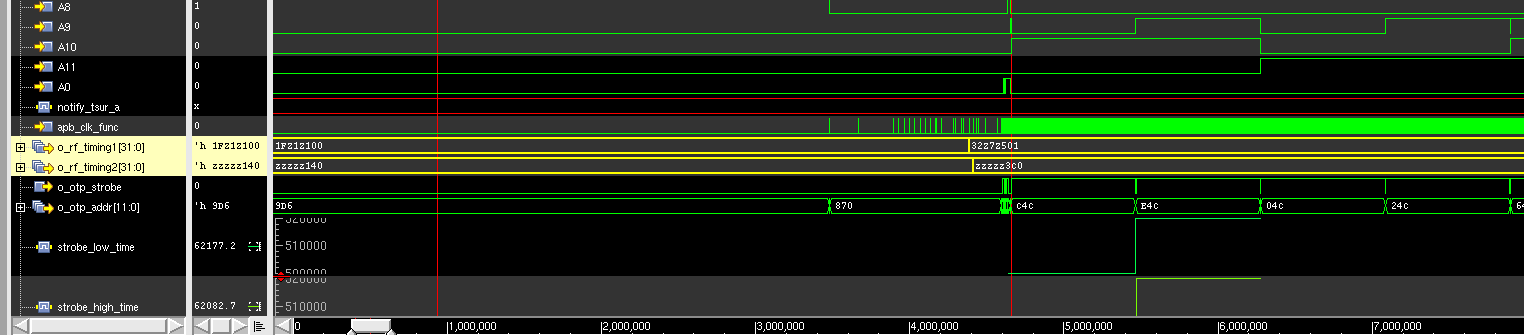 A8 1
A9 0
A10 0
A11 0
A0 0
notify_tsur_a x
apb_clk_func 0
o_rf_timing1[31:0] 'h 1FZ1Z100 1FZ1Z100 32Z7Z501
o_rf_timing2[31:0] 'h zzzzz140 zzzzz140 zzzzz3C0
o_otp_strobe 0
o_otp_addr[11:0] 'h 9D6 9D6 870 C4C E4C 04C 24C 64
520000
strobe_low_time 62177.2 510000
500000
520000
strobe_high_time 62082.7 510000
0 1,000,000 2,000,000 3,000,000 4,000,000 5,000,000 6,000,000 7,000,000